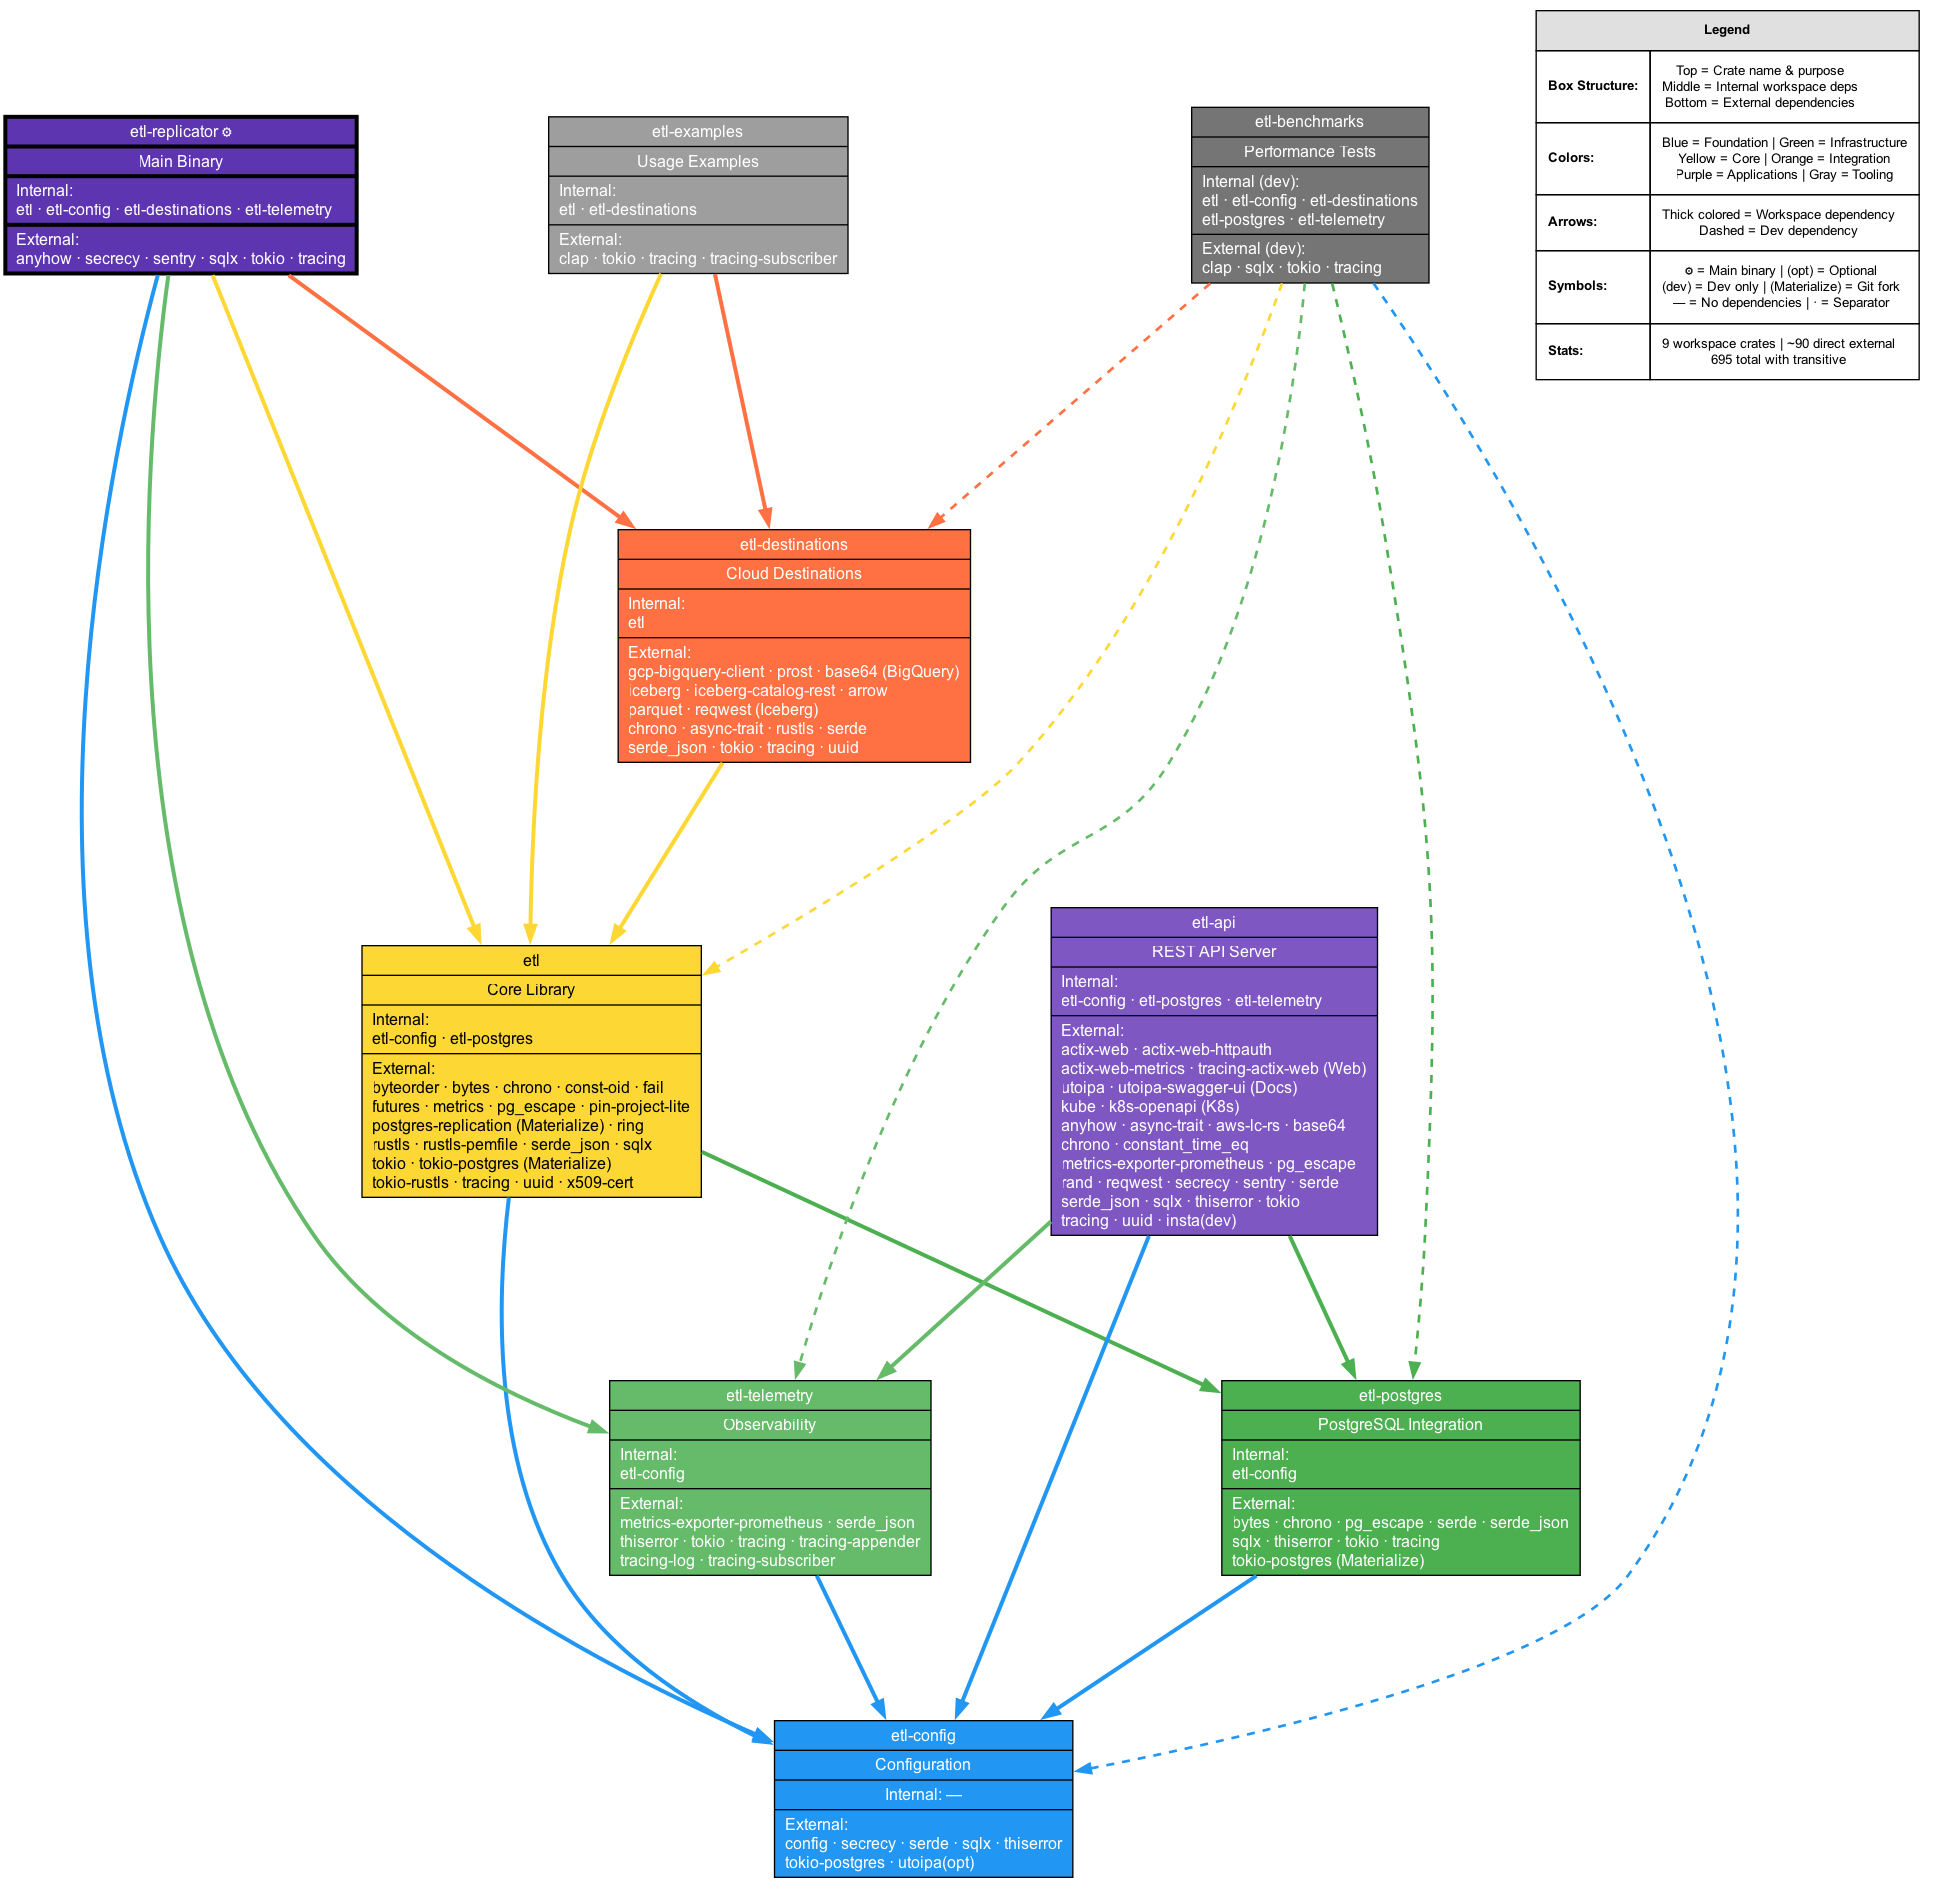 Legend
Box Structure:
Top = Crate name & purpose
Middle = Internal workspace deps
Bottom = External dependencies
Colors:
Blue = Foundation | Green = Infrastructure
Yellow = Core | Orange = Integration
Purple = Applications | Gray = Tooling
Arrows:
Thick colored = Workspace dependency
Dashed = Dev dependency
Symbols:
⚙ = Main binary | (opt) = Optional
(dev) = Dev only | (Materialize) = Git fork
— = No dependencies | · = Separator
Stats:
9 workspace crates | ~90 direct external
695 total with transitive
etl-replicator ⚙
Main Binary
Internal:
etl · etl-config · etl-destinations · etl-telemetry
External:
anyhow · secrecy · sentry · sqlx · tokio · tracing
etl-examples
Usage Examples
Internal:
etl · etl-destinations
External:
clap · tokio · tracing · tracing-subscriber
etl-benchmarks
Performance Tests
Internal (dev):
etl · etl-config · etl-destinations
etl-postgres · etl-telemetry
External (dev):
clap · sqlx · tokio · tracing
etl-destinations
Cloud Destinations
Internal:
etl
External:
gcp-bigquery-client · prost · base64 (BigQuery)
iceberg · iceberg-catalog-rest · arrow
parquet · reqwest (Iceberg)
chrono · async-trait · rustls · serde
serde_json · tokio · tracing · uuid
etl
Core Library
Internal:
etl-config · etl-postgres
External:
byteorder · bytes · chrono · const-oid · fail
futures · metrics · pg_escape · pin-project-lite
postgres-replication (Materialize) · ring
rustls · rustls-pemfile · serde_json · sqlx
tokio · tokio-postgres (Materialize)
tokio-rustls · tracing · uuid · x509-cert
etl-api
REST API Server
Internal:
etl-config · etl-postgres · etl-telemetry
External:
actix-web · actix-web-httpauth
actix-web-metrics · tracing-actix-web (Web)
utoipa · utoipa-swagger-ui (Docs)
kube · k8s-openapi (K8s)
anyhow · async-trait · aws-lc-rs · base64
chrono · constant_time_eq
metrics-exporter-prometheus · pg_escape
rand · reqwest · secrecy · sentry · serde
serde_json · sqlx · thiserror · tokio
tracing · uuid · insta(dev)
etl-telemetry
Observability
Internal:
etl-config
External:
metrics-exporter-prometheus · serde_json
thiserror · tokio · tracing · tracing-appender
tracing-log · tracing-subscriber
etl-postgres
PostgreSQL Integration
Internal:
etl-config
External:
bytes · chrono · pg_escape · serde · serde_json
sqlx · thiserror · tokio · tracing
tokio-postgres (Materialize)
etl-config
Configuration
Internal: —
External:
config · secrecy · serde · sqlx · thiserror
tokio-postgres · utoipa(opt)